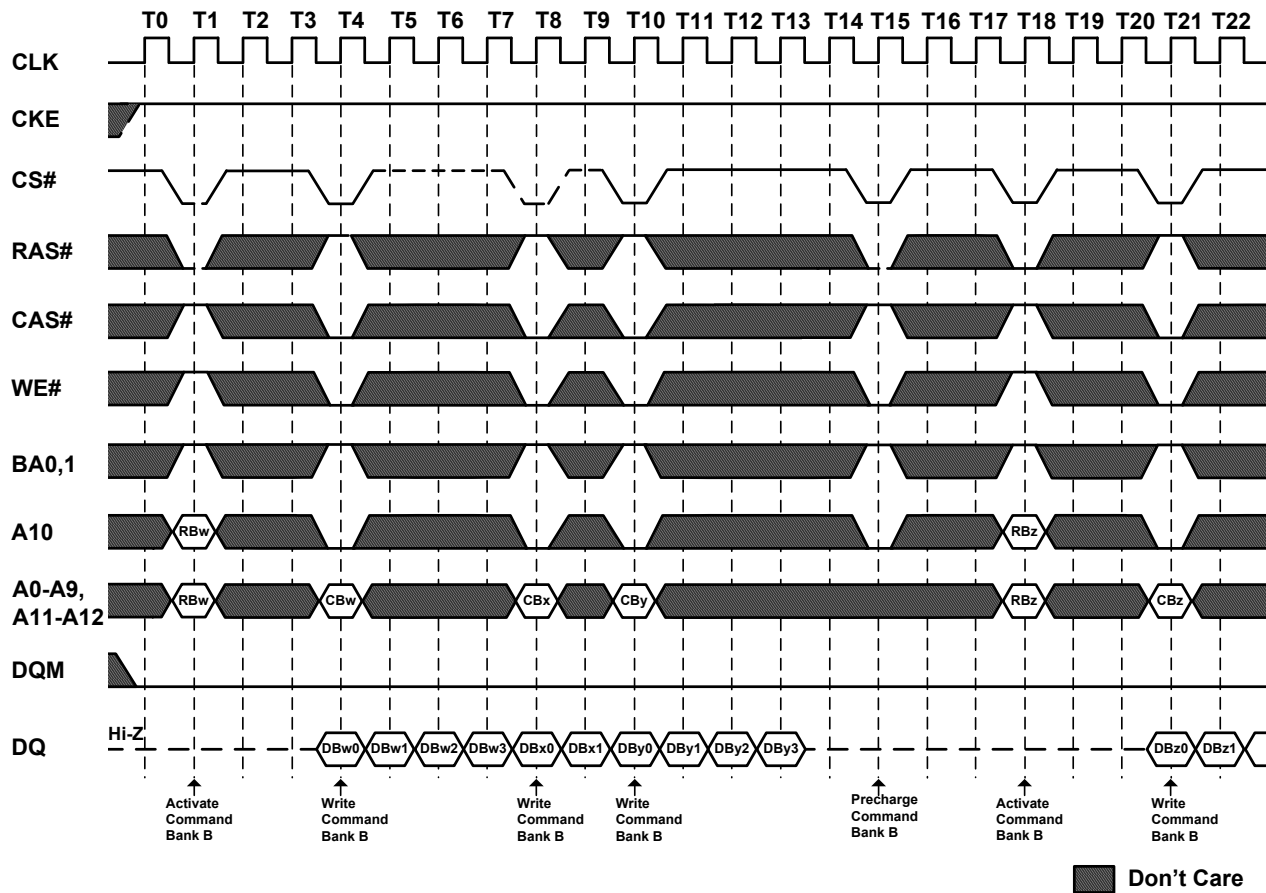 T0 T1 T2 T3 T4 T5 T6 T7 T8 T9 T10 T11 T12 T13 T14 T15 T16 T17 T18 T19 T20 T21 T22
CLK
CKE
CS#
RAS#
CAS#
WE#
BA0,1
A10 RBw RBz
A0-A9,
A11-A12 RBw CBw CBx CBy RBz CBz
DQM
DQ Hi-Z DBw0 DBw1 DBw2 DBw3 DBx0 DBx1 DBy0 DBy1 DBy2 DBy3 DBz0 DBz1
Activate
Command
Bank B
Write
Command
Bank B
Write
Command
Bank B
Write
Command
Bank B
Precharge
Command
Bank B
Activate
Command
Bank B
Write
Command
Bank B
Don't Care